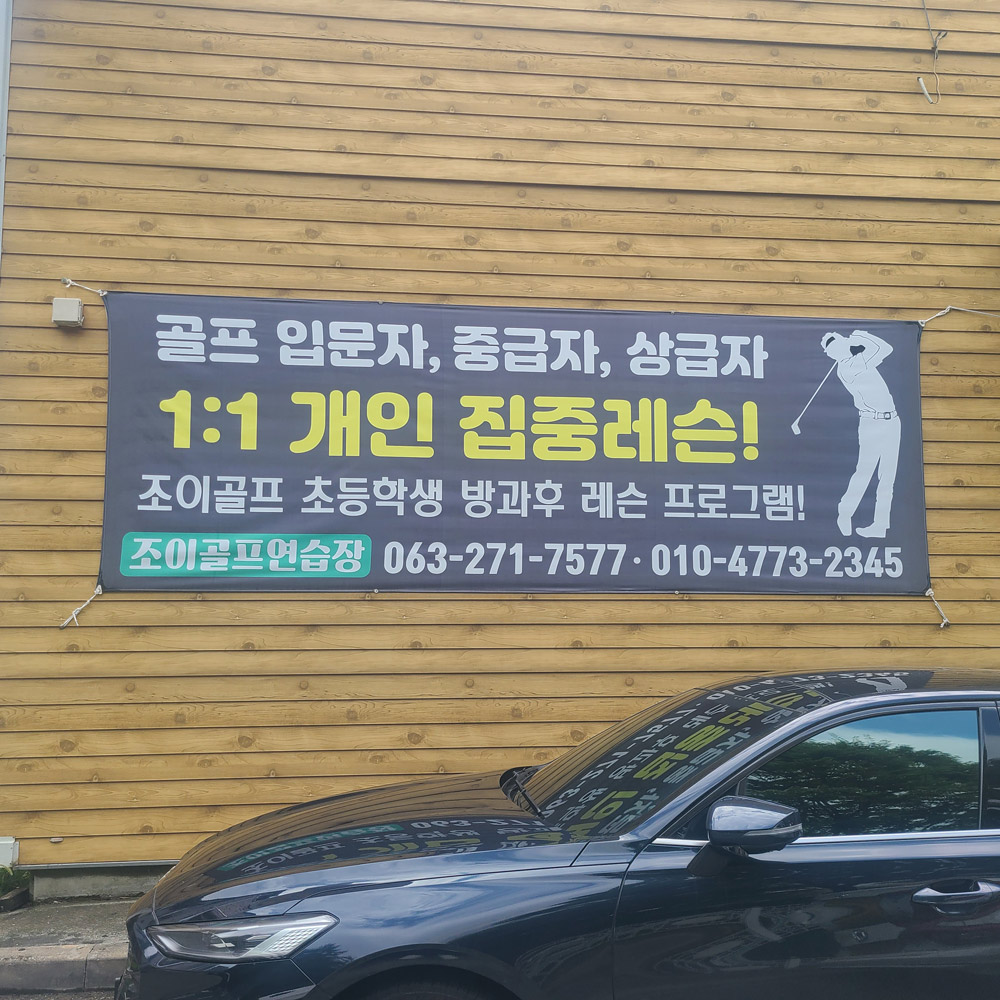 골프 입문자, 중급자, 상급자
1:1 개인 집중레슨!
조이골프 초등학생 방과후 레슨 프로그램!
조이골프연습장 063-271-7577·010-4773-2345